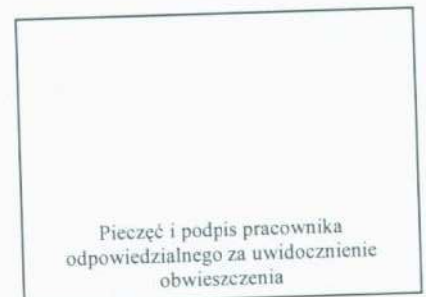 Pieczęć i podpis pracownika
odpowiedzialnego za uwidocznienie
obwieszczenia